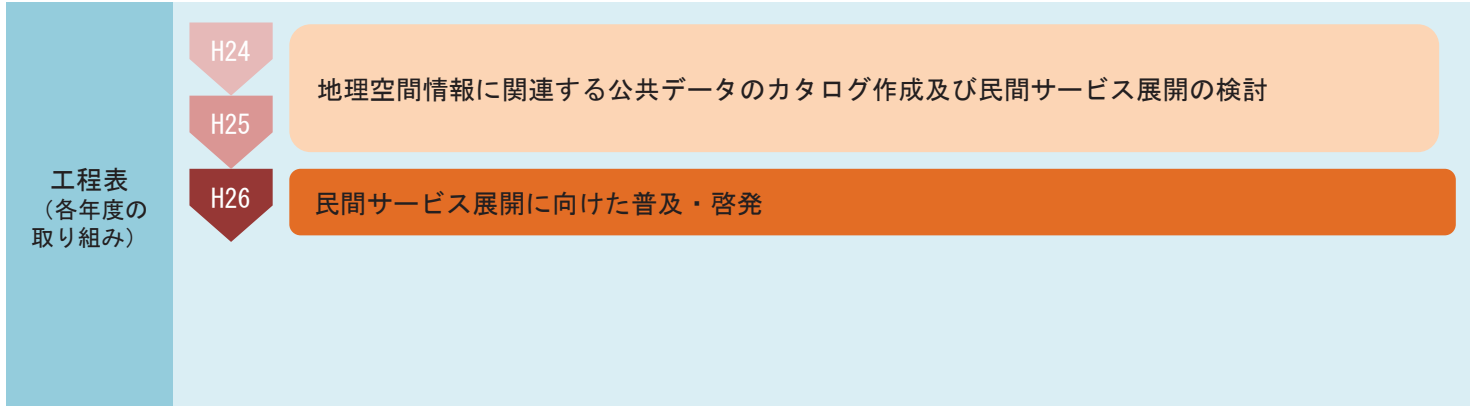 工程表
（各年度の
取り組み）
H24
H25
地理空間情報に関連する公共データのカタログ作成及び民間サービス展開の検討
H26
民間サービス展開に向けた普及・啓発